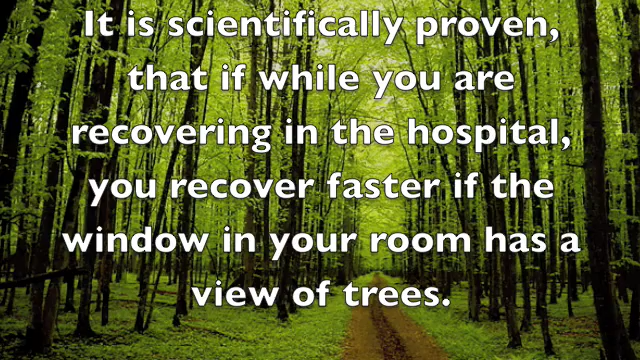 It is scientifically proven,
that if while you are
recovering in the hospital,
you recover faster if the
window in your room has a
view of trees.